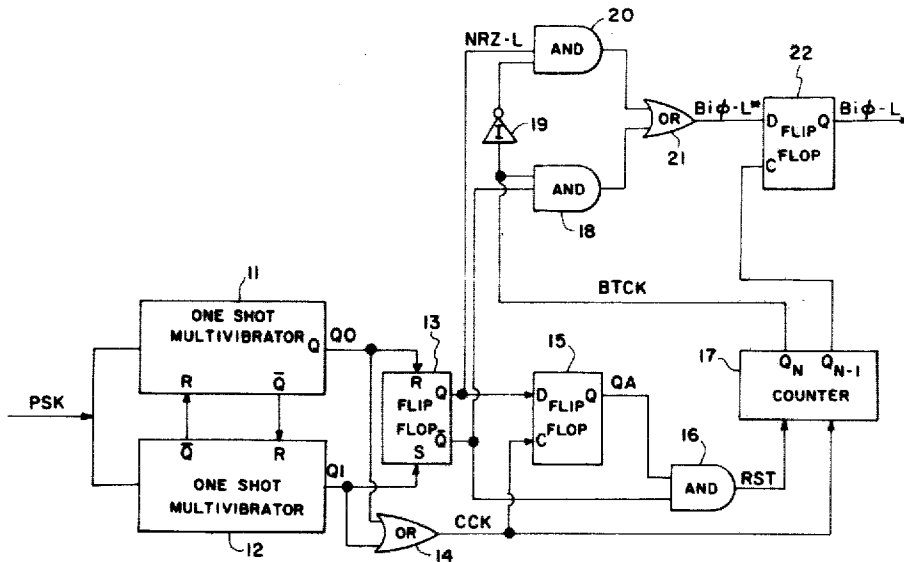 20
NRZ-L
AND
22
19
I
OR
21
Biϕ-L*
D
Q
FLIP
FLOP
C
Biϕ-L
AND
18
BTCK
11
ONE SHOT
MULTIVIBRATOR
Q
QO
R
Q̅
13
R
Q
FLIP
FLOP
Q̅
S
15
D
Q
FLIP
FLOP
C
QA
17
Q_N
Q_N-1
COUNTER
PSK
Q̅
R
Q1
ONE SHOT
MULTIVIBRATOR
12
16
AND
RST
OR
14
CCK